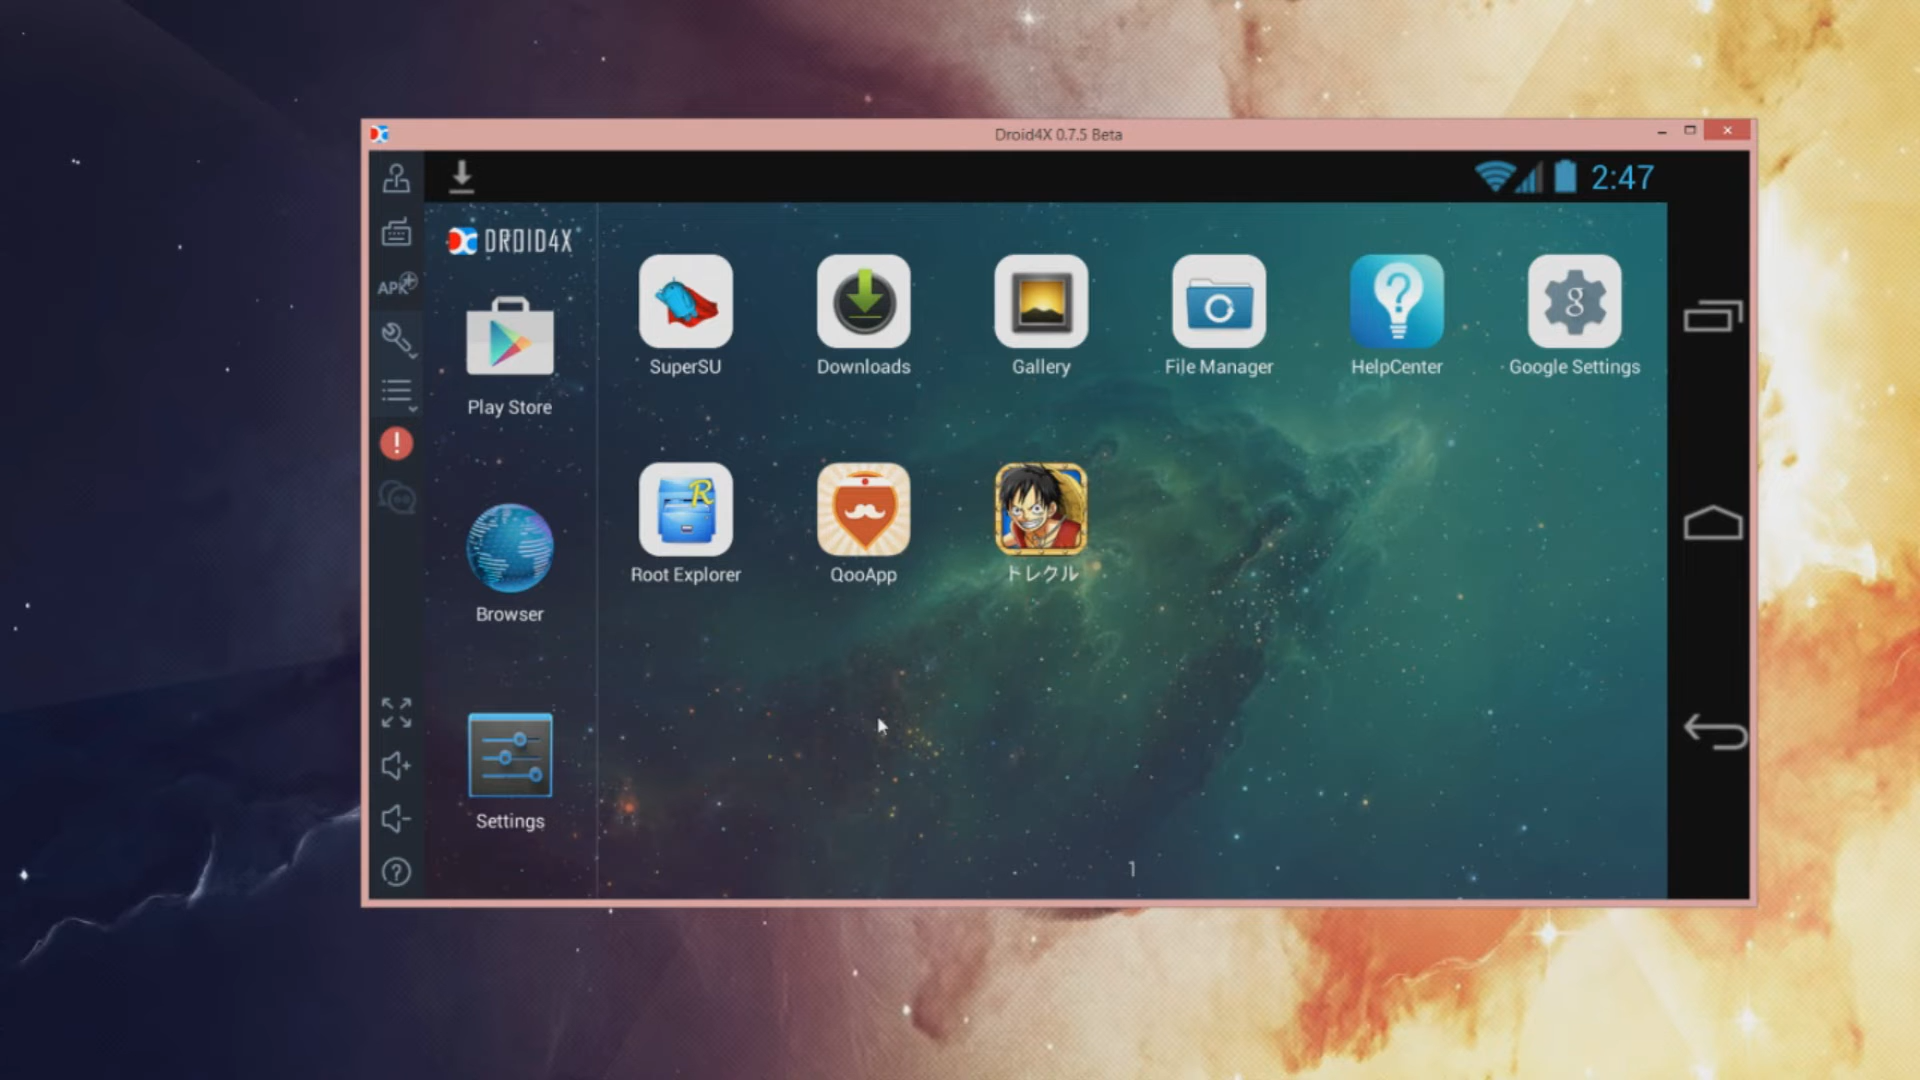 Droid4X 0.7.5 Beta
2:47
APK
DROID4X
Play Store
SuperSU
Downloads
Gallery
File Manager
HelpCenter
Google Settings
Browser
Root Explorer
QooApp
トレクル
Settings
1